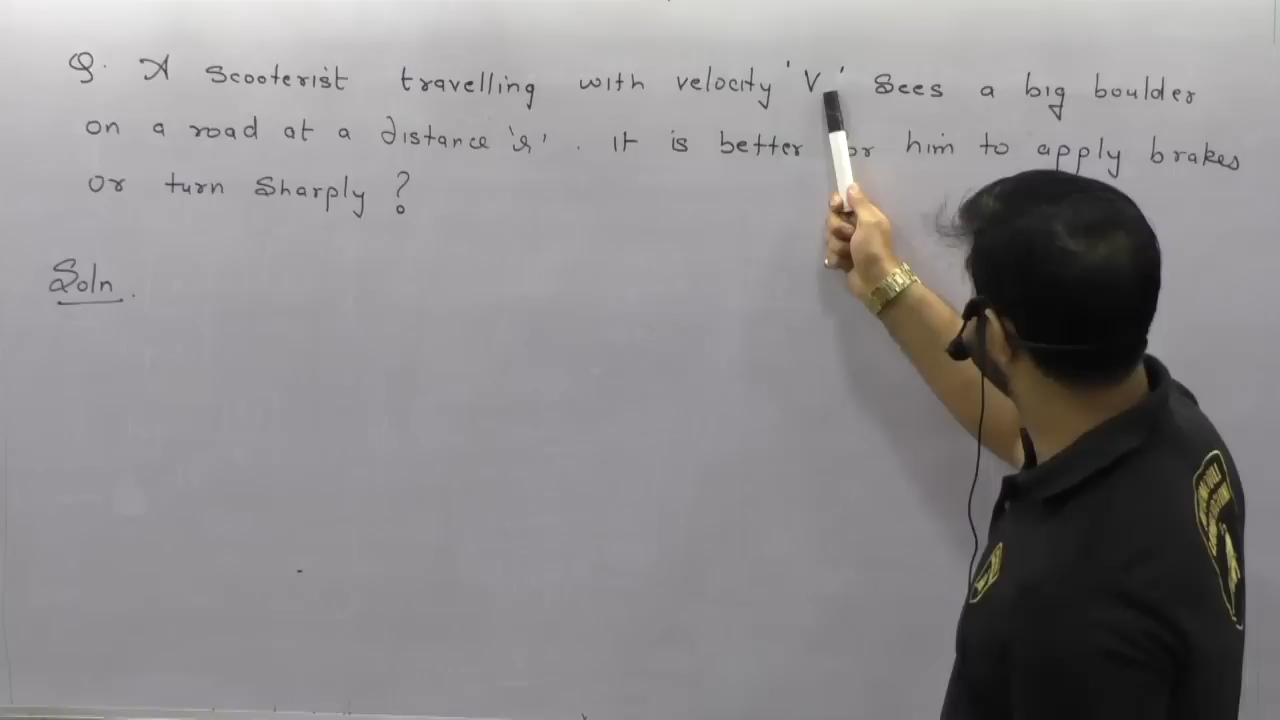 Q. A Scooterist travelling with velocity 'V' Sees a big boulder
on a road at a distance 'r'. It is better for him to apply brakes
or turn Sharply ?
Soln.